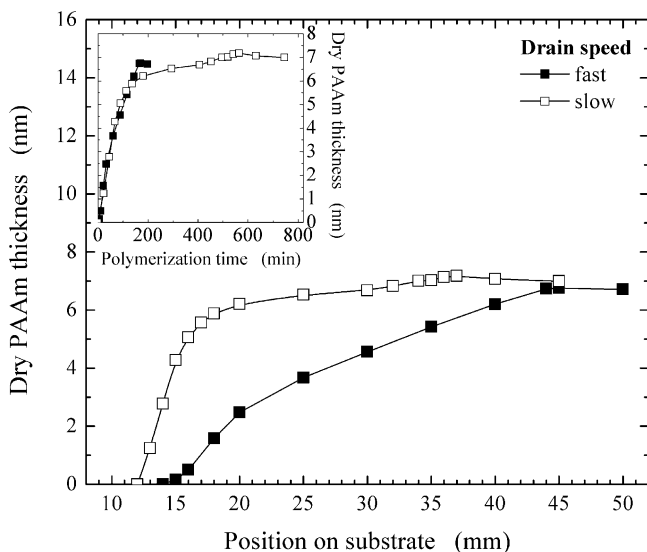 Dry PAAm thickness (nm)
16
14
12
10
8
6
4
2
0
10 15 20 25 30 35 40 45 50
Position on substrate (mm)
Drain speed
fast
slow
8
7
6
5
4
3
2
1
0
Dry PAAm thickness
(nm)
0 200 400 600 800
Polymerization time (min)